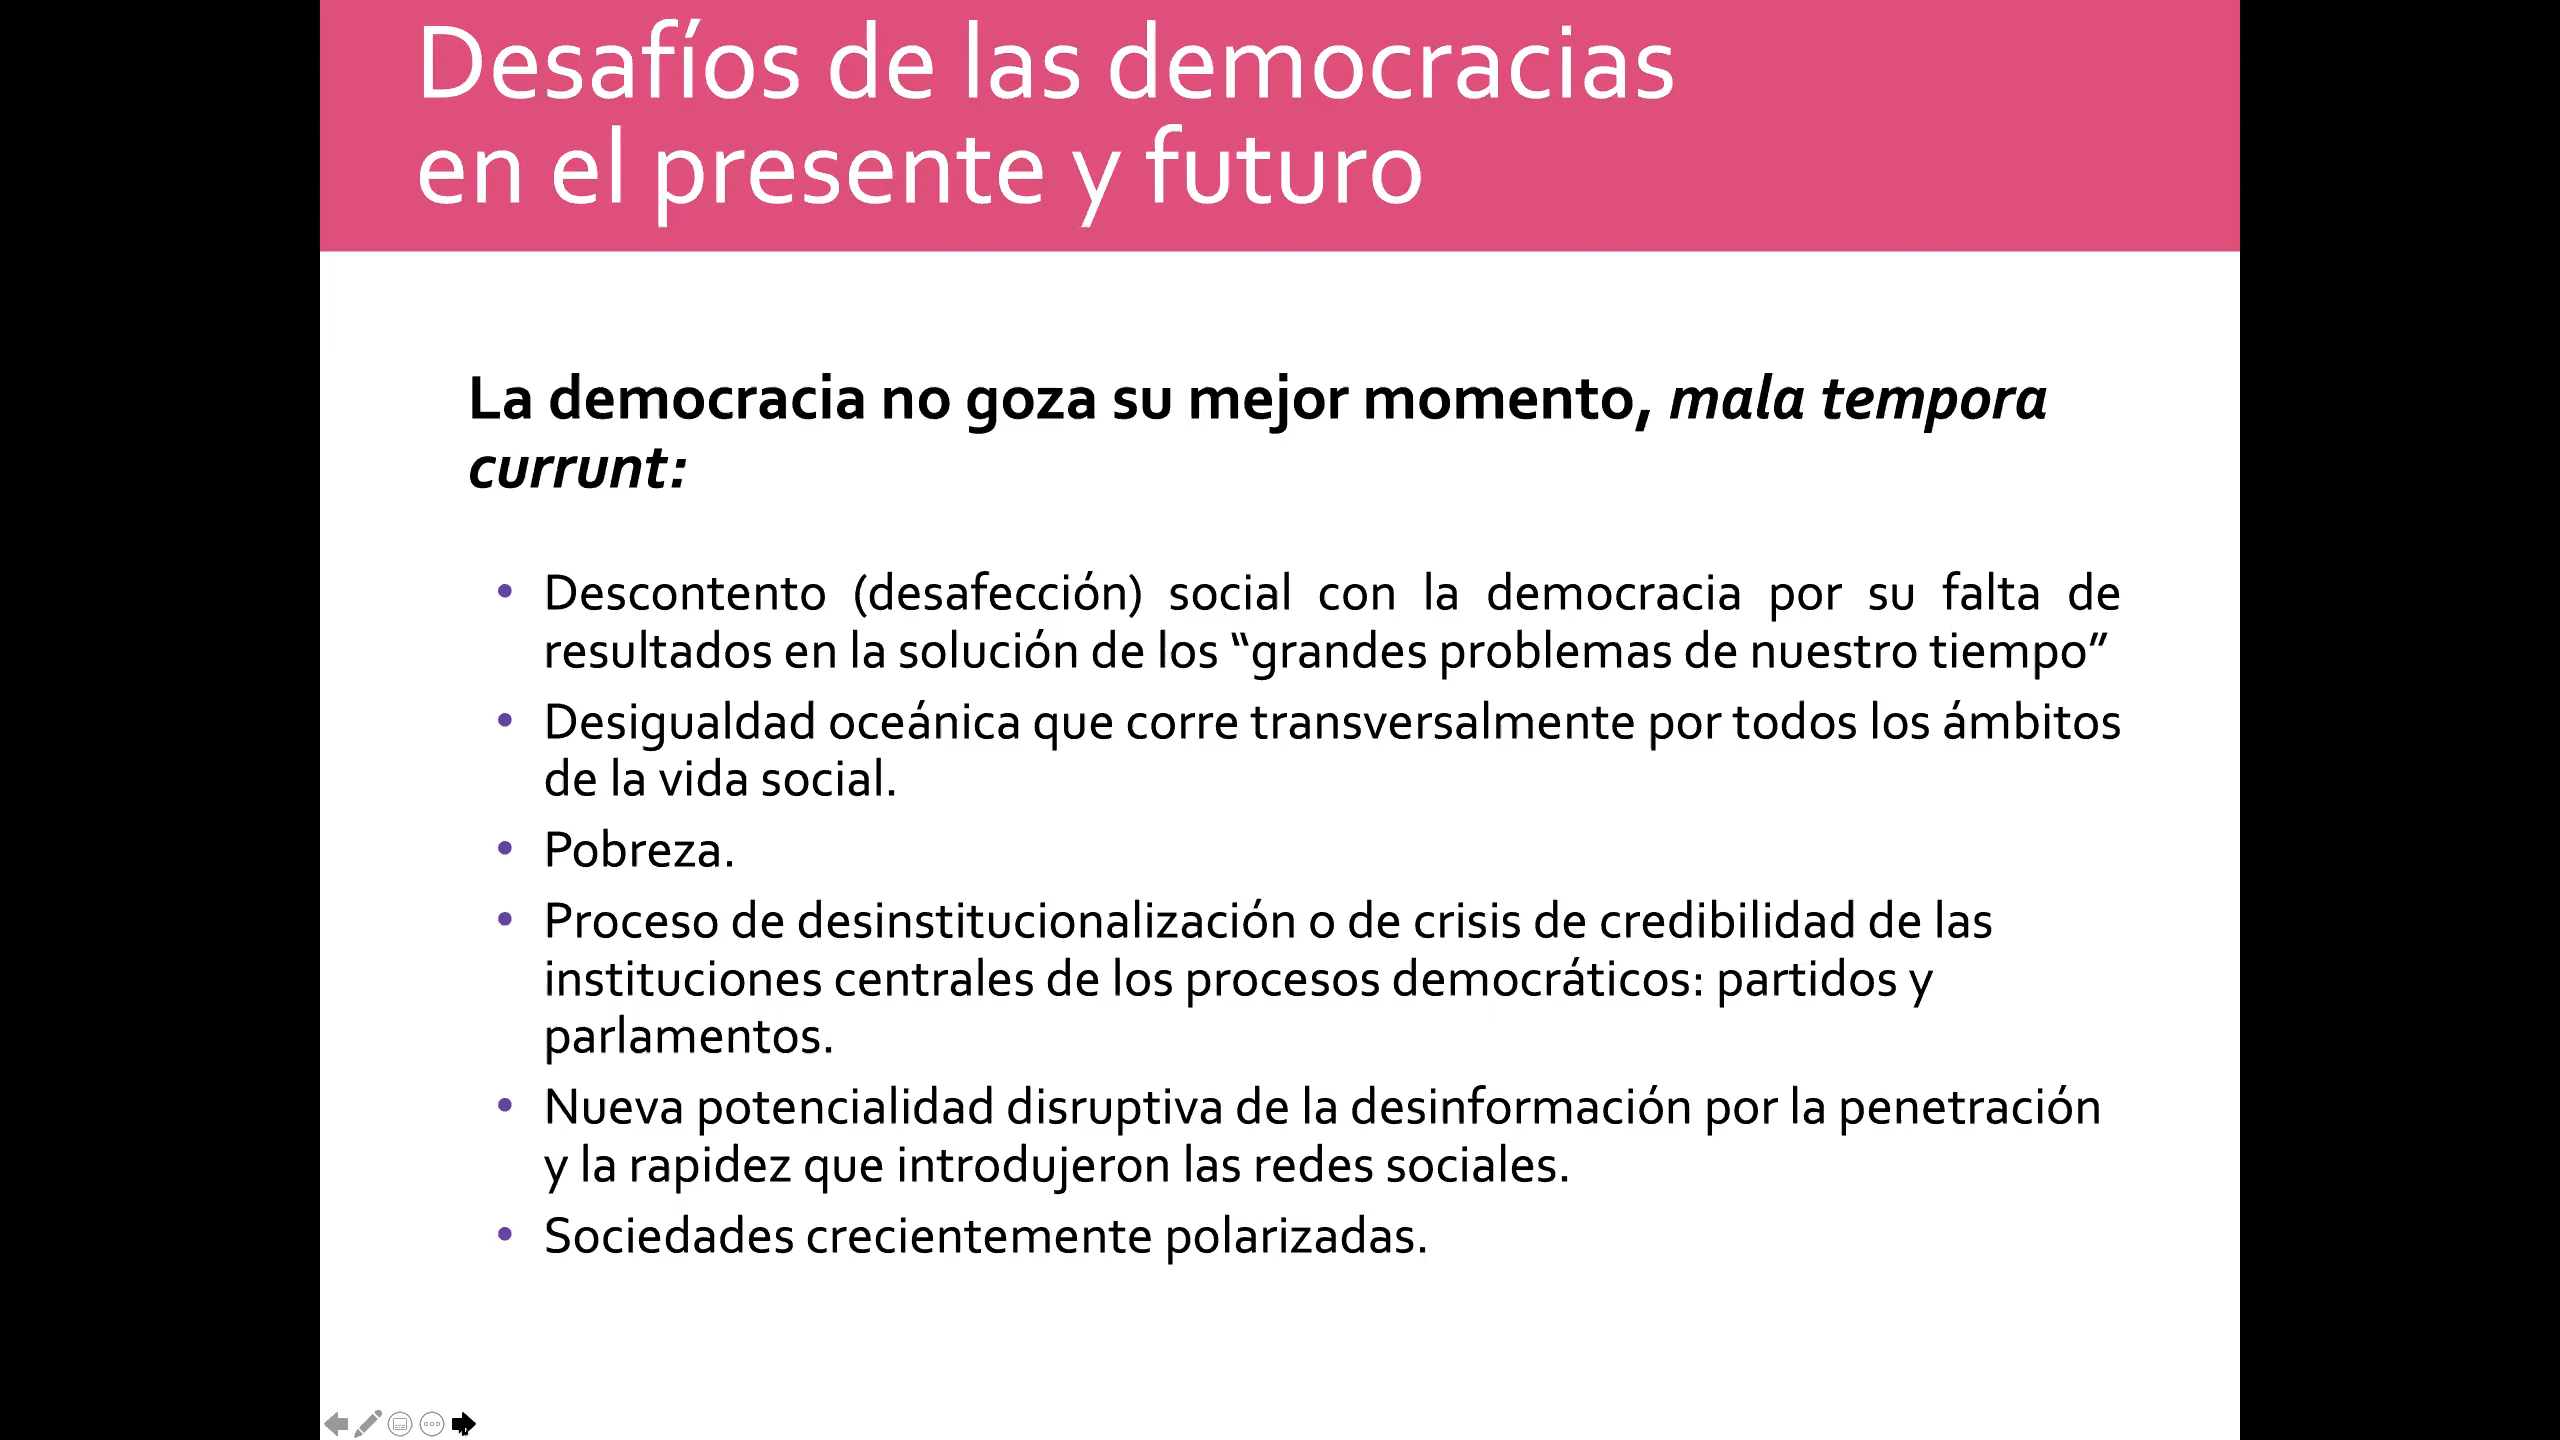 Desafíos de las democracias
en el presente y futuro
La democracia no goza su mejor momento, mala tempora
currunt:
• Descontento (desafección) social con la democracia por su falta de
resultados en la solución de los “grandes problemas de nuestro tiempo”
• Desigualdad oceánica que corre transversalmente por todos los ámbitos
de la vida social.
• Pobreza.
• Proceso de desinstitucionalización o de crisis de credibilidad de las
instituciones centrales de los procesos democráticos: partidos y
parlamentos.
• Nueva potencialidad disruptiva de la desinformación por la penetración
y la rapidez que introdujeron las redes sociales.
• Sociedades crecientemente polarizadas.